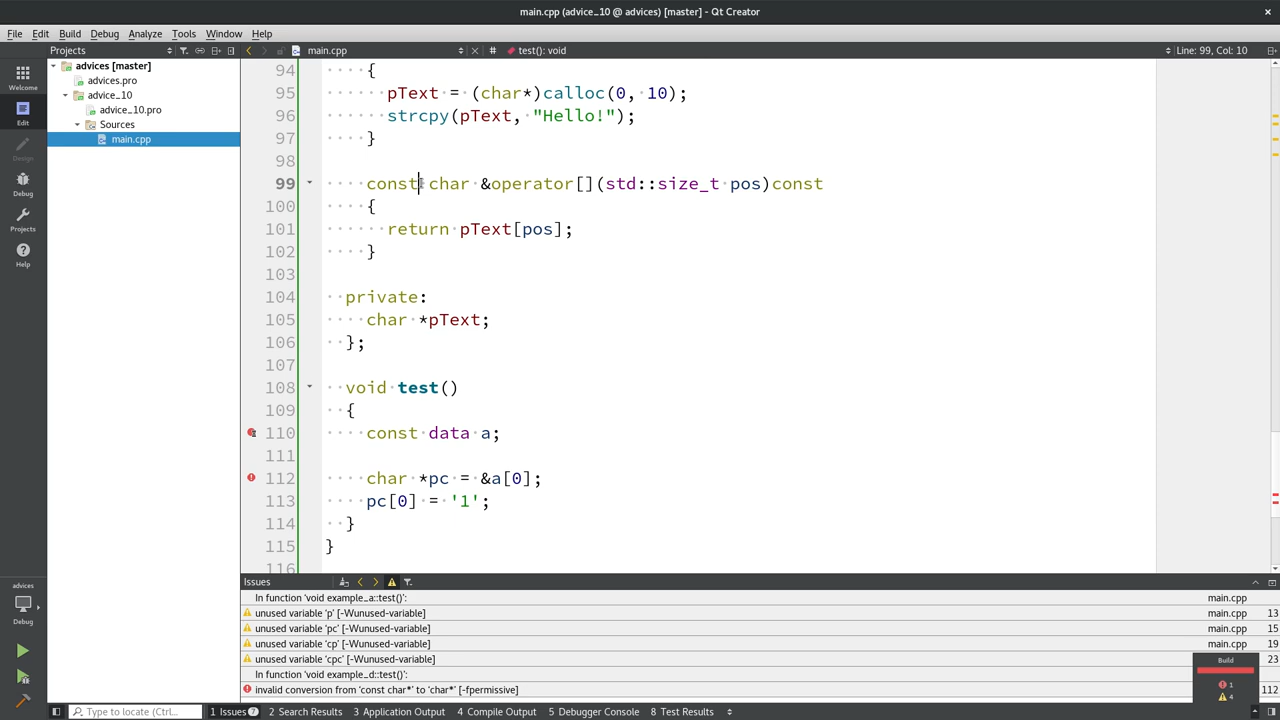 main.cpp (advice_10 @ advices) [master] - Qt Creator
File Edit Build Debug Analyze Tools Window Help
Projects main.cpp # test(): void Line: 99, Col: 10
Welcome
Edit
Design
Debug
Projects
Help
advices
Debug
advices [master]
advices.pro
advice_10
advice_10.pro
Sources
main.cpp
94 {
95 pText = (char*)calloc(0, 10);
96 strcpy(pText, "Hello!");
97 }
98
99 const char &operator[](std::size_t pos)const
100 {
101 return pText[pos];
102 }
103
104 private:
105 char *pText;
106 };
107
108 void test()
109 {
110 const data a;
111
112 char *pc = &a[0];
113 pc[0] = '1';
114 }
115 }
116
Issues
In function 'void example_a::test()': main.cpp
unused variable 'p' [-Wunused-variable] main.cpp 13
unused variable 'pc' [-Wunused-variable] main.cpp 15
unused variable 'cp' [-Wunused-variable] main.cpp 19
unused variable 'cpc' [-Wunused-variable] main.cpp 23
In function 'void example_d::test()':
invalid conversion from 'const char*' to 'char*' [-fpermissive] 112
Build
1
4
Type to locate (Ctrl+... 1 Issues 7 2 Search Results 3 Application Output 4 Compile Output 5 Debugger Console 8 Test Results